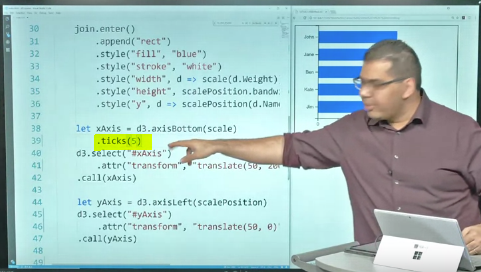 30 join.enter()
31 .append("rect")
32 .style("fill", "blue")
33 .style("stroke", "white")
34 .style("width", d => scale(d.Weight)
35 .style("height", scalePosition.bandw
36 .style("y", d => scalePosition(d.Nam
37
38 let xAxis = d3.axisBottom(scale)
39 .ticks(5)
40 d3.select("#xAxis")
41 .attr("transform", "translate(50, 20
42 .call(xAxis)
43
44 let yAxis = d3.axisLeft(scalePosition)
45 d3.select("#yAxis")
46 .attr("transform", "translate(50, 0)
47 .call(yAxis)
48
49
John
Jane
Ben
Kate
Jim
0
Microsoft